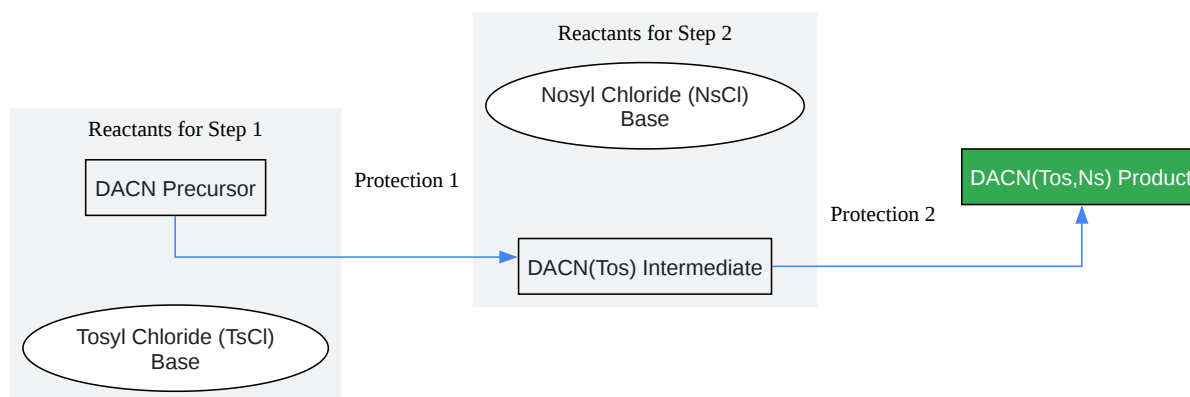 Reactants for Step 1
DACN Precursor
Tosyl Chloride (TsCl)
Base
Protection 1
Reactants for Step 2
Nosyl Chloride (NsCl)
Base
DACN(Tos) Intermediate
Protection 2
DACN(Tos,Ns) Product